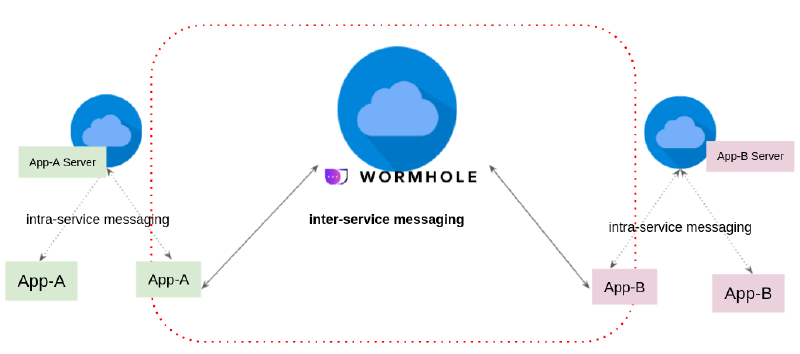 WORMHOLE
App-A Server
App-B Server
intra-service messaging
inter-service messaging
intra-service messaging
App-A
App-A
App-B
App-B